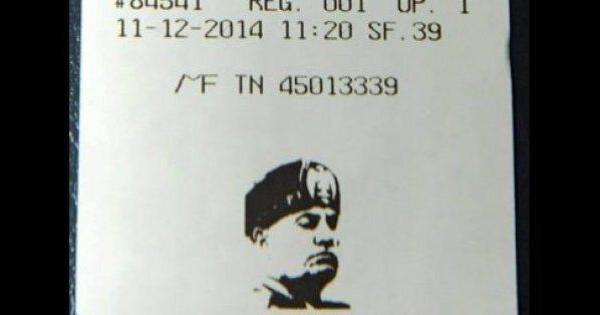 #84541 REG. 001 OP. 1
11-12-2014 11:20 SF.39
MF TN 45013339